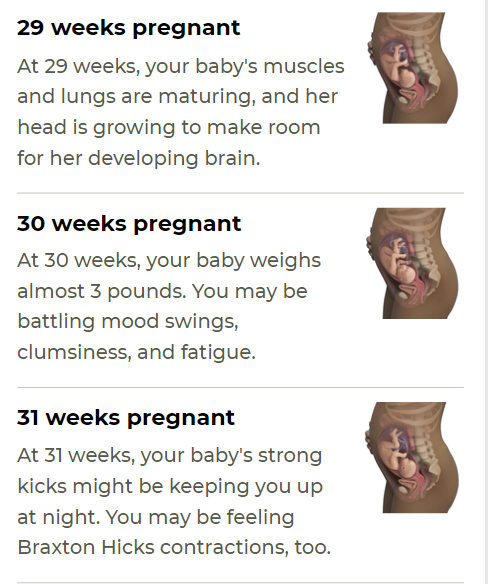 29 weeks pregnant
At 29 weeks, your baby's muscles
and lungs are maturing, and her
head is growing to make room
for her developing brain.
30 weeks pregnant
At 30 weeks, your baby weighs
almost 3 pounds. You may be
battling mood swings,
clumsiness, and fatigue.
31 weeks pregnant
At 31 weeks, your baby's strong
kicks might be keeping you up
at night. You may be feeling
Braxton Hicks contractions, too.